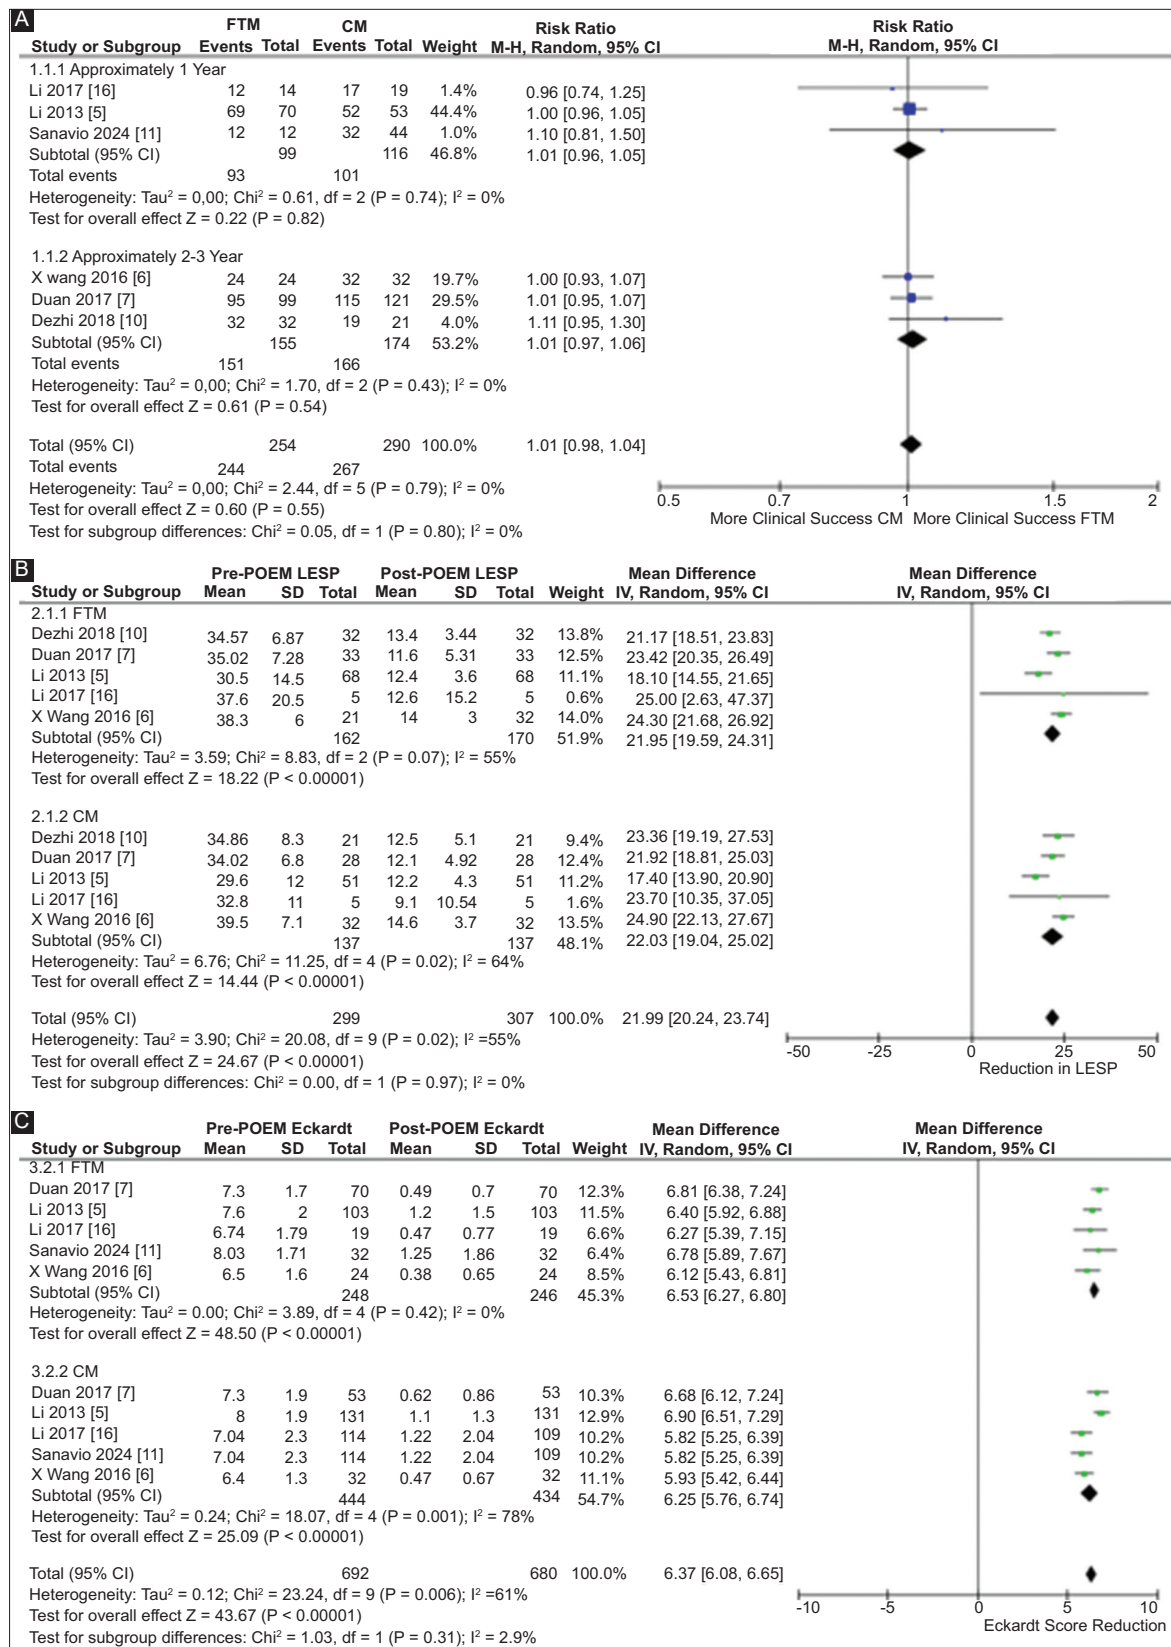 A
FTM CM Risk Ratio Risk Ratio
Study or Subgroup Events Total Events Total Weight M-H, Random, 95% CI M-H, Random, 95% CI
1.1.1 Approximately 1 Year
Li 2017 [16] 12 14 17 19 1.4% 0.96 [0.74, 1.25]
Li 2013 [5] 69 70 52 53 44.4% 1.00 [0.96, 1.05]
Sanavio 2024 [11] 12 12 32 44 1.0% 1.10 [0.81, 1.50]
Subtotal (95% CI) 99 116 46.8% 1.01 [0.96, 1.05]
Total events 93 101
Heterogeneity: Tau² = 0,00; Chi² = 0.61, df = 2 (P = 0.74); I² = 0%
Test for overall effect Z = 0.22 (P = 0.82)
1.1.2 Approximately 2-3 Year
X wang 2016 [6] 24 24 32 32 19.7% 1.00 [0.93, 1.07]
Duan 2017 [7] 95 99 115 121 29.5% 1.01 [0.95, 1.07]
Dezhi 2018 [10] 32 32 19 21 4.0% 1.11 [0.95, 1.30]
Subtotal (95% CI) 155 174 53.2% 1.01 [0.97, 1.06]
Total events 151 166
Heterogeneity: Tau² = 0,00; Chi² = 1.70, df = 2 (P = 0.43); I² = 0%
Test for overall effect Z = 0.61 (P = 0.54)
Total (95% CI) 254 290 100.0% 1.01 [0.98, 1.04]
Total events 244 267
Heterogeneity: Tau² = 0,00; Chi² = 2.44, df = 5 (P = 0.79); I² = 0%
Test for overall effect Z = 0.60 (P = 0.55)
Test for subgroup differences: Chi² = 0.05, df = 1 (P = 0.80); I² = 0%
0.5 0.7 1 1.5 2
More Clinical Success CM More Clinical Success FTM
B
Pre-POEM LESP Post-POEM LESP Mean Difference Mean Difference
Study or Subgroup Mean SD Total Mean SD Total Weight IV, Random, 95% CI IV, Random, 95% CI
2.1.1 FTM
Dezhi 2018 [10] 34.57 6.87 32 13.4 3.44 32 13.8% 21.17 [18.51, 23.83]
Duan 2017 [7] 35.02 7.28 33 11.6 5.31 33 12.5% 23.42 [20.35, 26.49]
Li 2013 [5] 30.5 14.5 68 12.4 3.6 68 11.1% 18.10 [14.55, 21.65]
Li 2017 [16] 37.6 20.5 5 12.6 15.2 5 0.6% 25.00 [2.63, 47.37]
X Wang 2016 [6] 38.3 6 21 14 3 32 14.0% 24.30 [21.68, 26.92]
Subtotal (95% CI) 162 170 51.9% 21.95 [19.59, 24.31]
Heterogeneity: Tau² = 3.59; Chi² = 8.83, df = 2 (P = 0.07); I² = 55%
Test for overall effect Z = 18.22 (P < 0.00001)
2.1.2 CM
Dezhi 2018 [10] 34.86 8.3 21 12.5 5.1 21 9.4% 23.36 [19.19, 27.53]
Duan 2017 [7] 34.02 6.8 28 12.1 4.92 28 12.4% 21.92 [18.81, 25.03]
Li 2013 [5] 29.6 12 51 12.2 4.3 51 11.2% 17.40 [13.90, 20.90]
Li 2017 [16] 32.8 11 5 9.1 10.54 5 1.6% 23.70 [10.35, 37.05]
X Wang 2016 [6] 39.5 7.1 32 14.6 3.7 32 13.5% 24.90 [22.13, 27.67]
Subtotal (95% CI) 137 137 48.1% 22.03 [19.04, 25.02]
Heterogeneity: Tau² = 6.76; Chi² = 11.25, df = 4 (P = 0.02); I² = 64%
Test for overall effect Z = 14.44 (P < 0.00001)
Total (95% CI) 299 307 100.0% 21.99 [20.24, 23.74]
Heterogeneity: Tau² = 3.90; Chi² = 20.08, df = 9 (P = 0.02); I² =55%
Test for overall effect Z = 24.67 (P < 0.00001)
Test for subgroup differences: Chi² = 0.00, df = 1 (P = 0.97); I² = 0%
-50 -25 0 25 50
Reduction in LESP
C
Pre-POEM Eckardt Post-POEM Eckardt Mean Difference Mean Difference
Study or Subgroup Mean SD Total Mean SD Total Weight IV, Random, 95% CI IV, Random, 95% CI
3.2.1 FTM
Duan 2017 [7] 7.3 1.7 70 0.49 0.7 70 12.3% 6.81 [6.38, 7.24]
Li 2013 [5] 7.6 2 103 1.2 1.5 103 11.5% 6.40 [5.92, 6.88]
Li 2017 [16] 6.74 1.79 19 0.47 0.77 19 6.6% 6.27 [5.39, 7.15]
Sanavio 2024 [11] 8.03 1.71 32 1.25 1.86 32 6.4% 6.78 [5.89, 7.67]
X Wang 2016 [6] 6.5 1.6 24 0.38 0.65 24 8.5% 6.12 [5.43, 6.81]
Subtotal (95% CI) 248 246 45.3% 6.53 [6.27, 6.80]
Heterogeneity: Tau² = 0.00; Chi² = 3.89, df = 4 (P = 0.42); I² = 0%
Test for overall effect Z = 48.50 (P < 0.00001)
3.2.2 CM
Duan 2017 [7] 7.3 1.9 53 0.62 0.86 53 10.3% 6.68 [6.12, 7.24]
Li 2013 [5] 8 1.9 131 1.1 1.3 131 12.9% 6.90 [6.51, 7.29]
Li 2017 [16] 7.04 2.3 114 1.22 2.04 109 10.2% 5.82 [5.25, 6.39]
Sanavio 2024 [11] 7.04 2.3 114 1.22 2.04 109 10.2% 5.82 [5.25, 6.39]
X Wang 2016 [6] 6.4 1.3 32 0.47 0.67 32 11.1% 5.93 [5.42, 6.44]
Subtotal (95% CI) 444 434 54.7% 6.25 [5.76, 6.74]
Heterogeneity: Tau² = 0.24; Chi² = 18.07, df = 4 (P = 0.001); I² = 78%
Test for overall effect Z = 25.09 (P < 0.00001)
Total (95% CI) 692 680 100.0% 6.37 [6.08, 6.65]
Heterogeneity: Tau² = 0.12; Chi² = 23.24, df = 9 (P = 0.006); I² =61%
Test for overall effect Z = 43.67 (P < 0.00001)
Test for subgroup differences: Chi² = 1.03, df = 1 (P = 0.31); I² = 2.9%
-10 -5 0 5 10
Eckardt Score Reduction